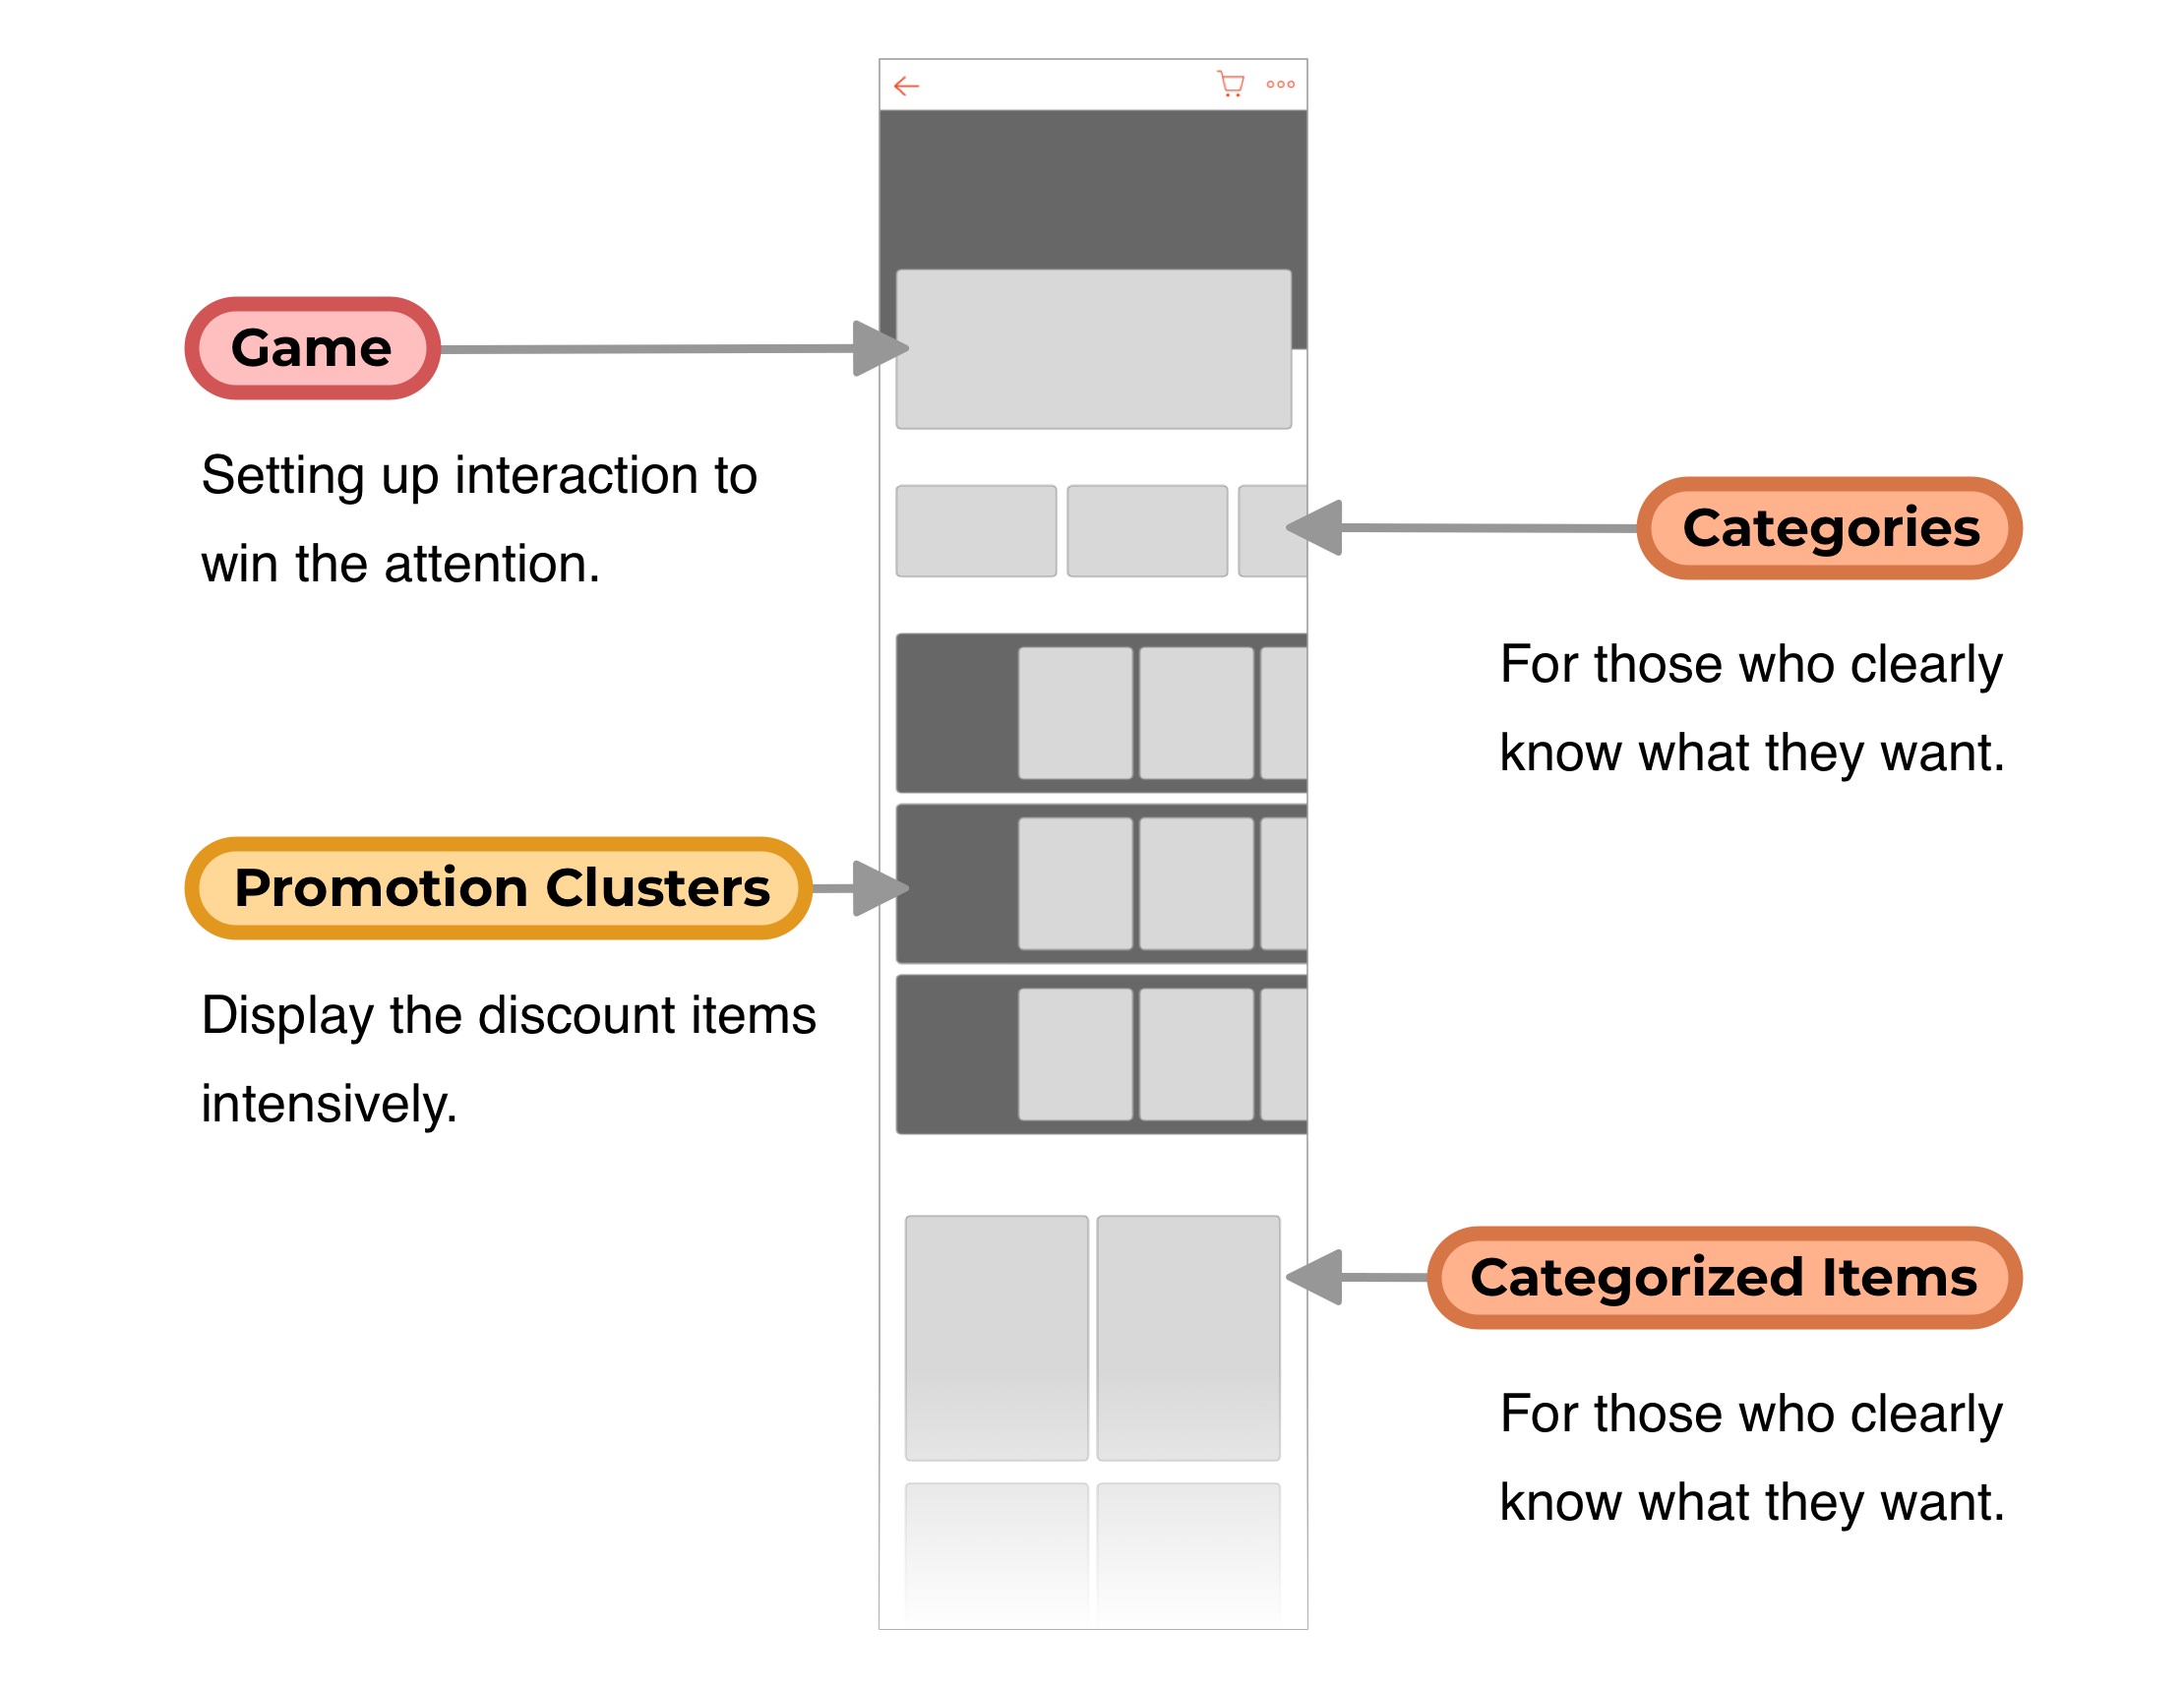 Game
Setting up interaction to
win the attention.
Categories
For those who clearly
know what they want.
Promotion Clusters
Display the discount items
intensively.
Categorized Items
For those who clearly
know what they want.